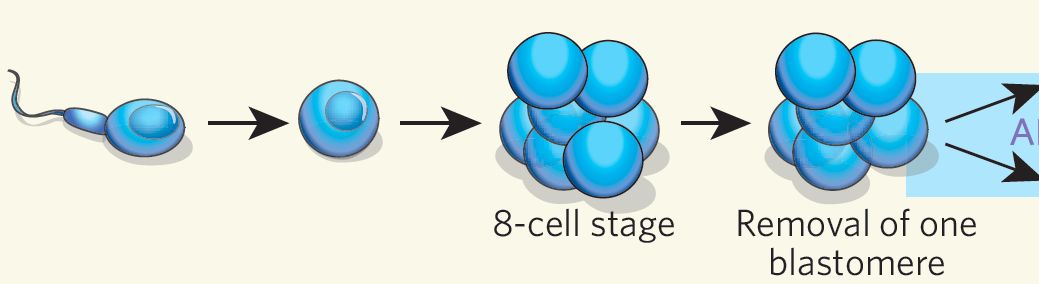 8-cell stage
Removal of one
blastomere